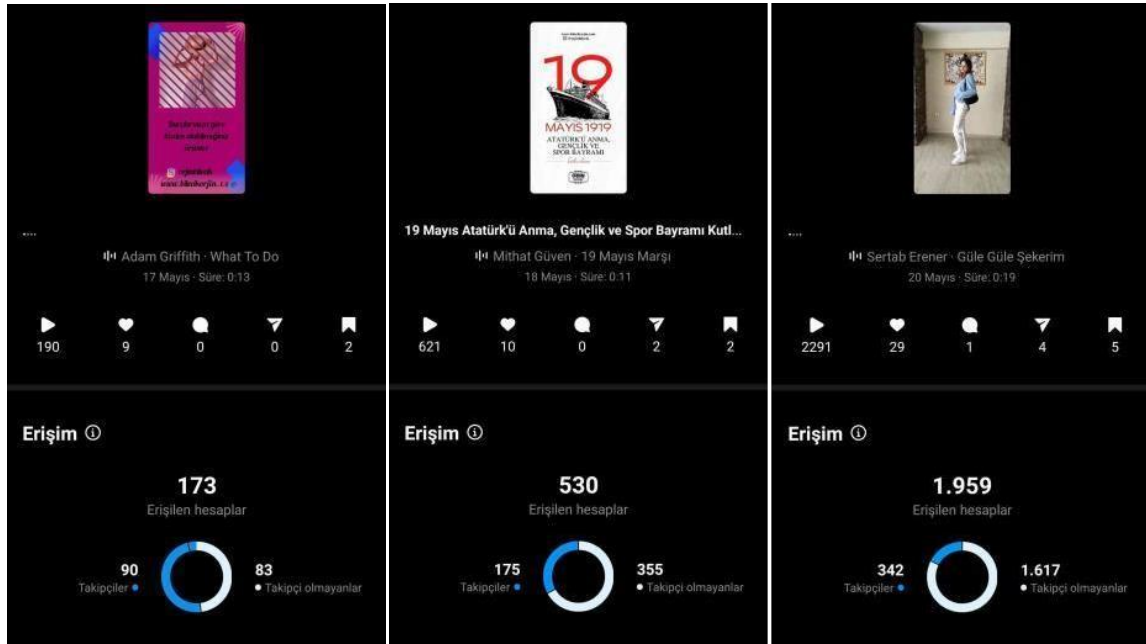 www.blueberjin.co
....
Adam Griffith · What To Do
17 Mayıs · Süre: 0:13
190 9 0 0 2
Erişim
173
Erişilen hesaplar
90 83
Takipçiler Takipçi olmayanlar
19
MAYIS 1919
ATATÜRK'Ü ANMA,
GENÇLİK VE
SPOR BAYRAMI
19 Mayıs Atatürk'ü Anma, Gençlik ve Spor Bayramı Kutl...
Mithat Güven · 19 Mayıs Marşı
18 Mayıs · Süre: 0:11
621 10 0 2 2
Erişim
530
Erişilen hesaplar
175 355
Takipçiler Takipçi olmayanlar
....
Sertab Erener · Güle Güle Şekerim
20 Mayıs · Süre: 0:19
2291 29 1 4 5
Erişim
1.959
Erişilen hesaplar
342 1.617
Takipçiler Takipçi olmayanlar